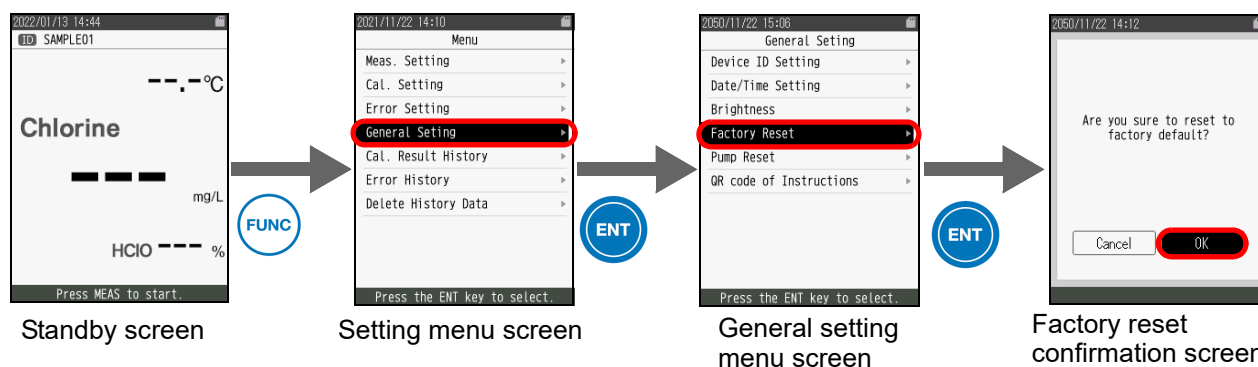 2022/01/13 14:44
ID SAMPLE01
--.-℃
Chlorine
---
mg/L
HClO --- %
Press MEAS to start.
Standby screen
FUNC
2021/11/22 14:10
Menu
Meas. Setting
Cal. Setting
Error Setting
General Seting
Cal. Result History
Error History
Delete History Data
Press the ENT key to select.
Setting menu screen
ENT
2050/11/22 15:06
General Seting
Device ID Setting
Date/Time Setting
Brightness
Factory Reset
Pump Reset
QR code of Instructions
Press the ENT key to select.
General setting
menu screen
ENT
2050/11/22 14:12
Are you sure to reset to
factory default?
Cancel OK
Factory reset
confirmation screen